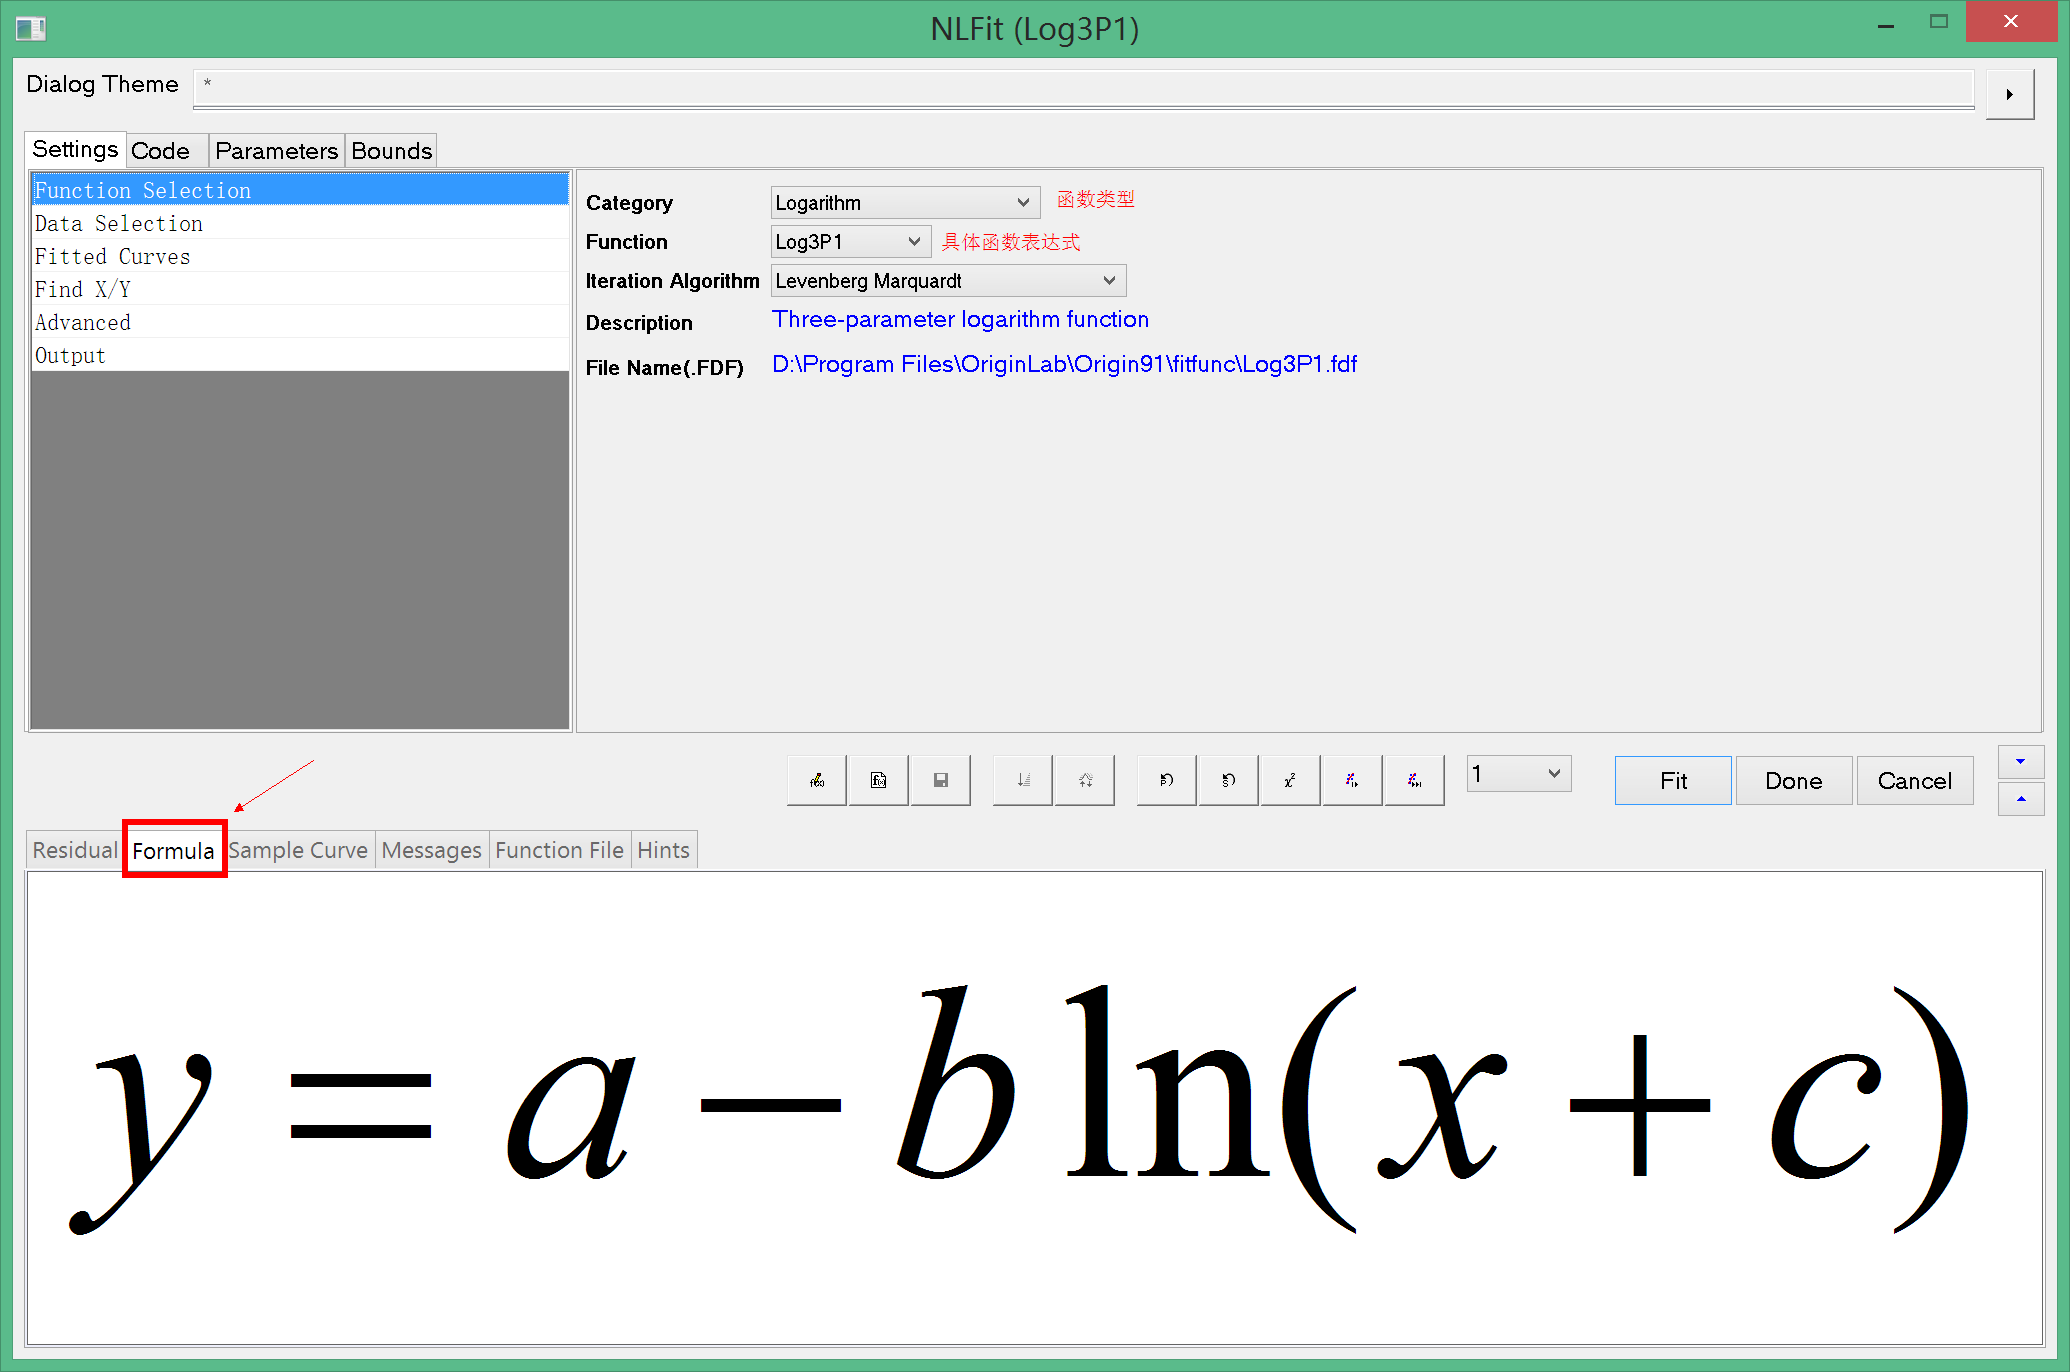 NLFit (Log3P1)
Dialog Theme *
Settings Code Parameters Bounds
Function Selection
Data Selection
Fitted Curves
Find X/Y
Advanced
Output
Category Logarithm 函数类型
Function Log3P1 具体函数表达式
Iteration Algorithm Levenberg Marquardt
Description Three-parameter logarithm function
File Name(.FDF) D:\Program Files\OriginLab\Origin91\fitfunc\Log3P1.fdf
1 Fit Done Cancel
Residual Formula Sample Curve Messages Function File Hints
y = a − b ln(x + c)